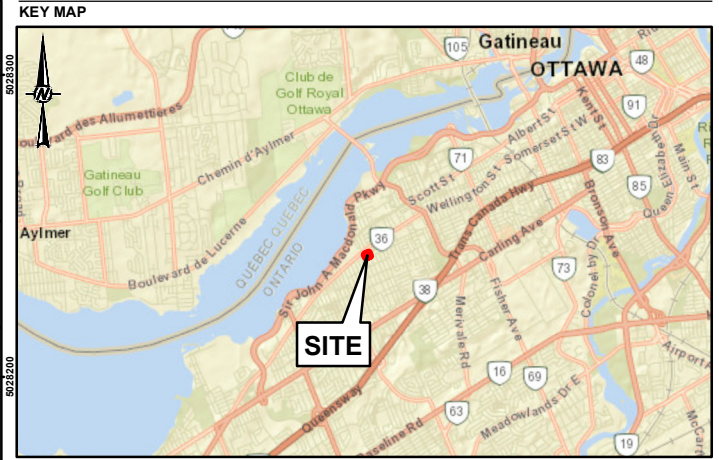 KEY MAP
5028300
5028200
N
105
Gatineau
OTTAWA
48
Club de
Golf Royal
Ottawa
91
Kent St
Albert St
Somerset St W
Boulevard des Allumettières
Chemin d'Aylmer
71
83
Scott St
Wellington St
Queen Elizabeth Dr
Main St
Gatineau
Golf Club
Pkwy
85
Trans Canada Hwy
Bronson Ave
Aylmer
QUÉBEC QUEBEC
ONTARIO
Sir John A Macdonald
36
Carling Ave
Boulevard de Lucerne
38
73
Colonel by Dr
Fisher Ave
Merivale Rd
SITE
16
69
Airport
Queensway
63
Meadowlands Dr E
Baseline Rd
19
McCar